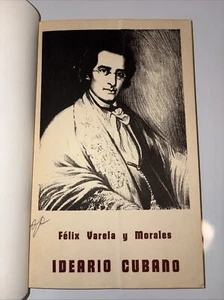 Félix Varela y Morales
IDEARIO CUBANO